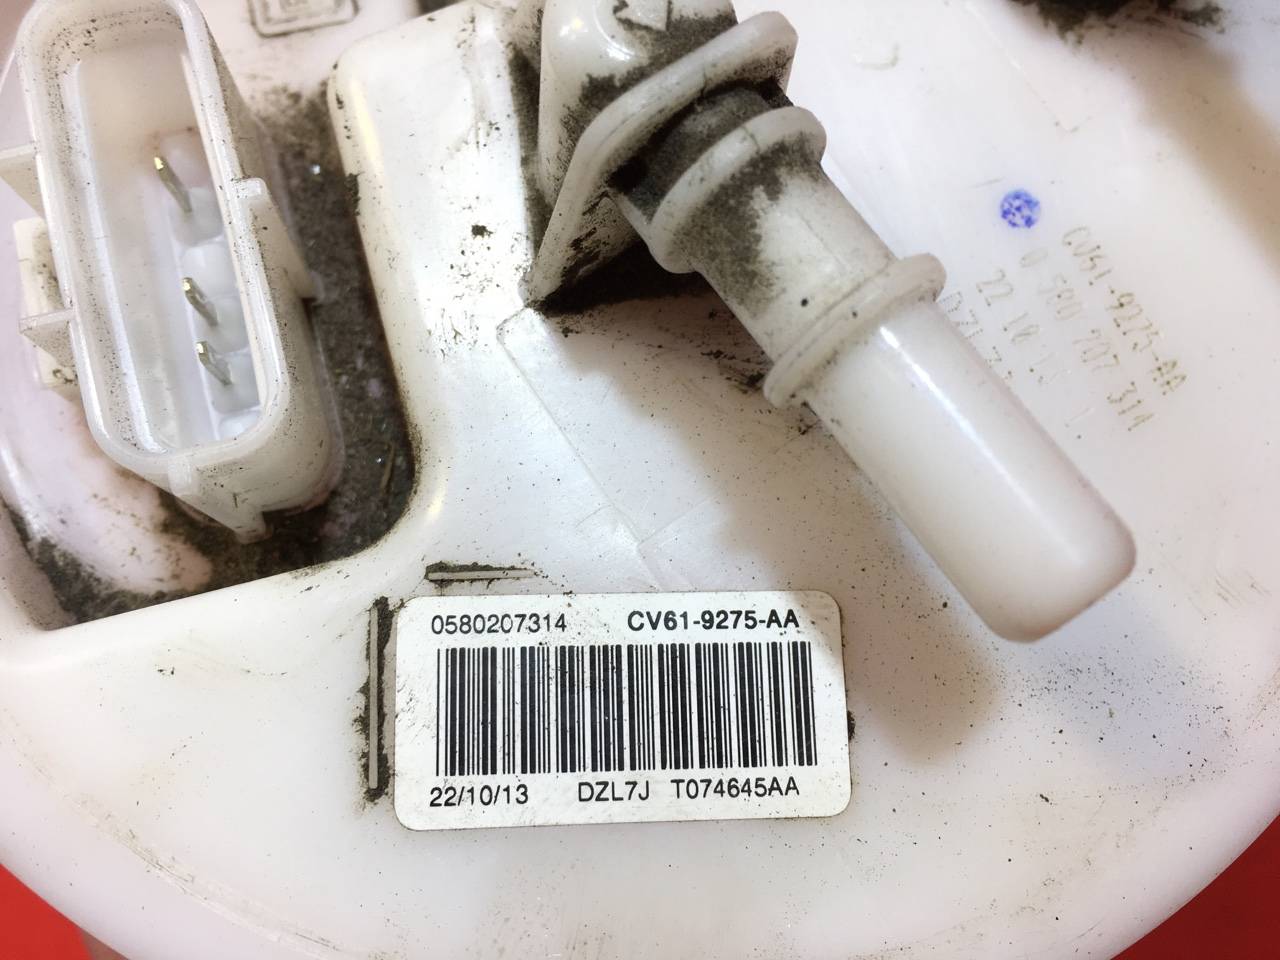 CV61-9275-AA
0 580 207 314
0580207314 CV61-9275-AA
22/10/13 DZL7J T074645AA